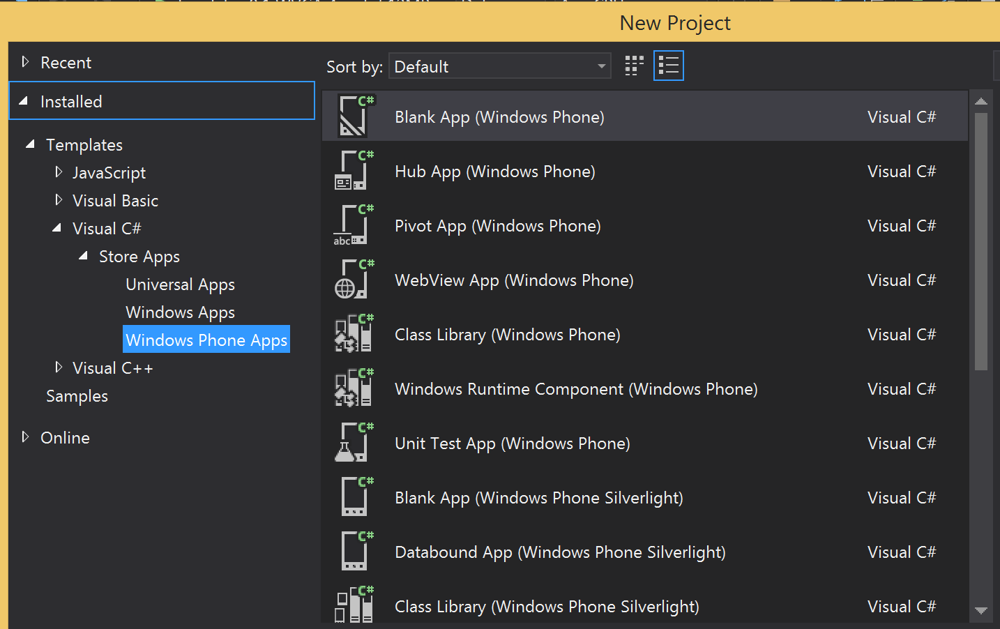 New Project
Recent
Installed
Templates
JavaScript
Visual Basic
Visual C#
Store Apps
Universal Apps
Windows Apps
Windows Phone Apps
Visual C++
Samples
Online
Sort by: Default
C# Blank App (Windows Phone) Visual C#
C# Hub App (Windows Phone) Visual C#
C# abc Pivot App (Windows Phone) Visual C#
C# WebView App (Windows Phone) Visual C#
C# Class Library (Windows Phone) Visual C#
C# Windows Runtime Component (Windows Phone) Visual C#
C# Unit Test App (Windows Phone) Visual C#
C# Blank App (Windows Phone Silverlight) Visual C#
C# Databound App (Windows Phone Silverlight) Visual C#
C# Class Library (Windows Phone Silverlight) Visual C#